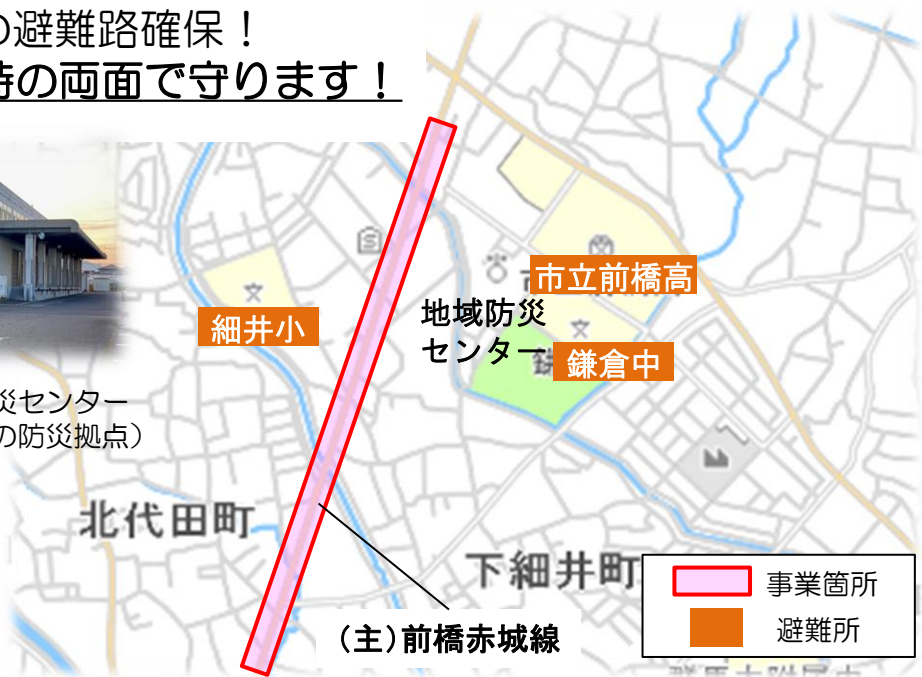 の避難路確保！
時の両面で守ります！
市立前橋高
細井小
地域防災
センター
鎌倉中
災センター
の防災拠点）
北代田町
下細井町
（主）前橋赤城線
事業箇所
避難所